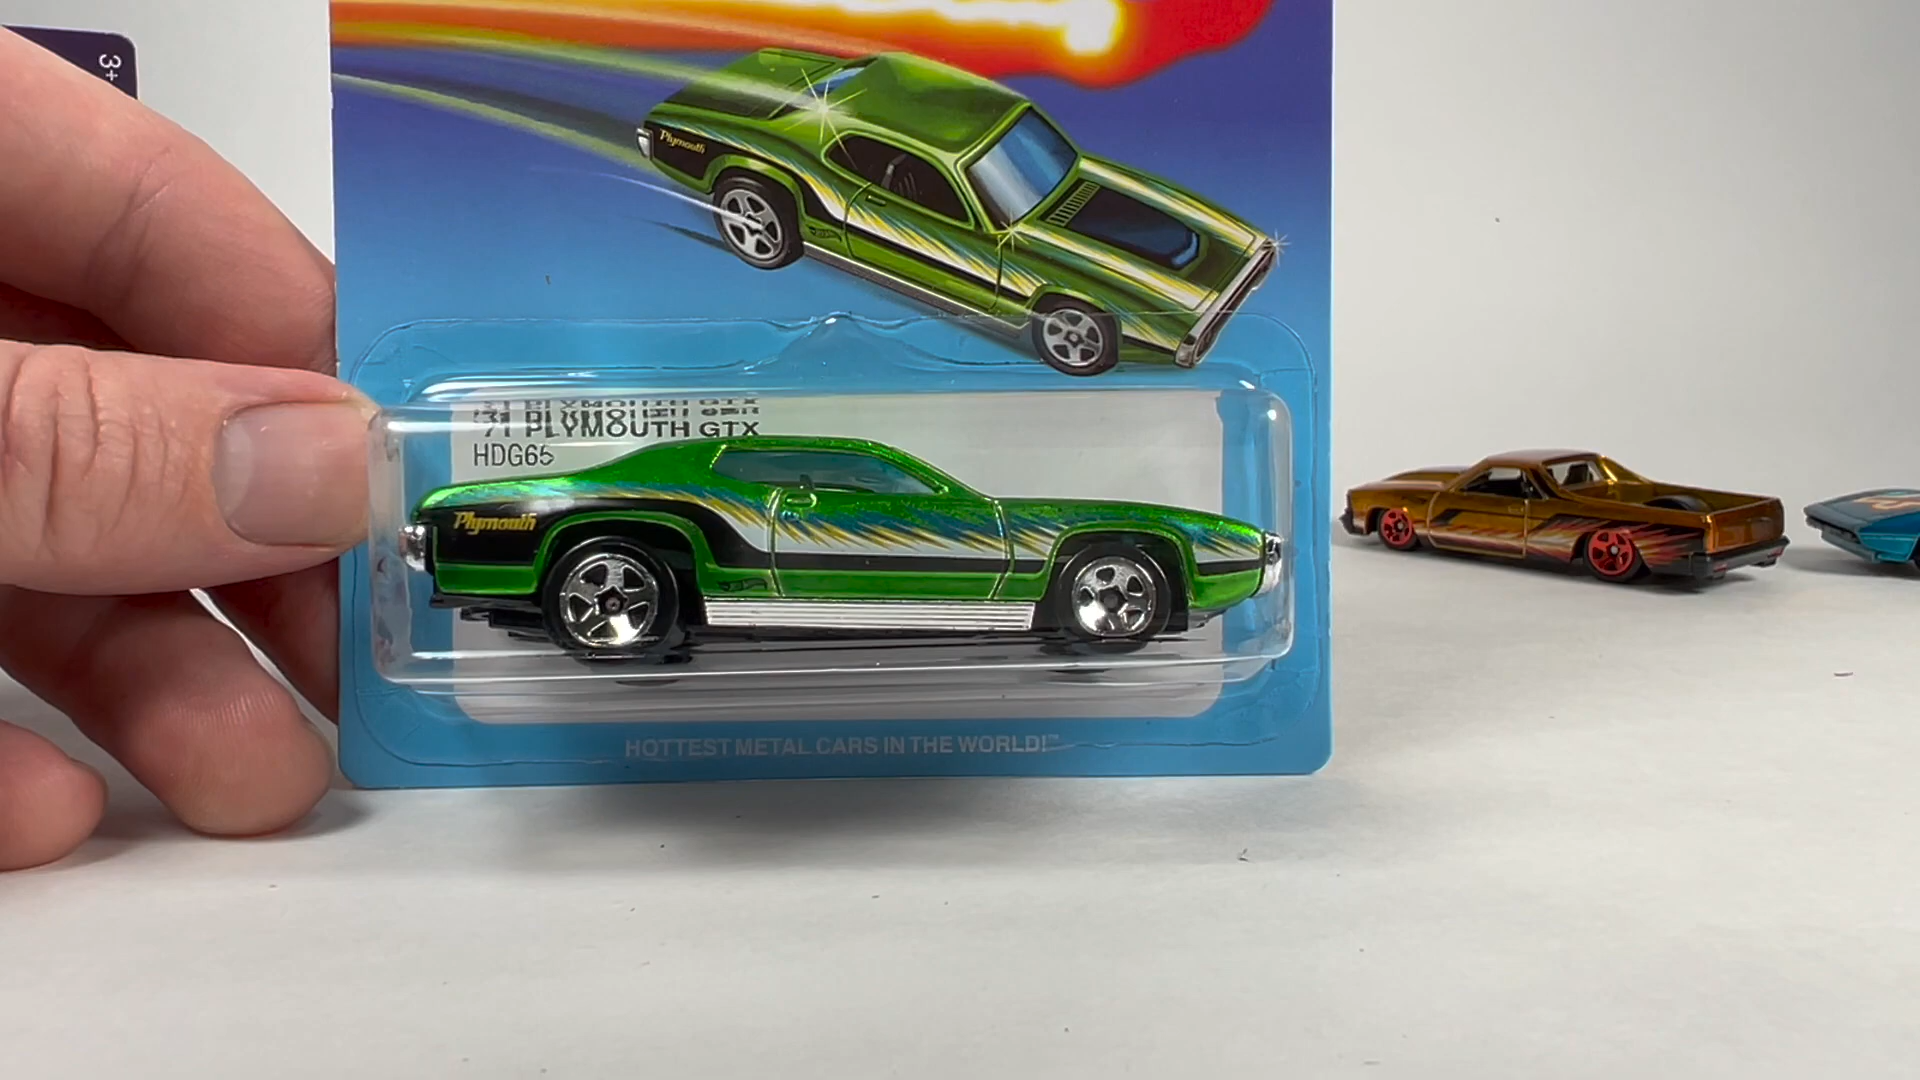 3+
Plymouth
'71 PLYMOUTH GTX
HDG65
Plymouth
HOTTEST METAL CARS IN THE WORLD!™